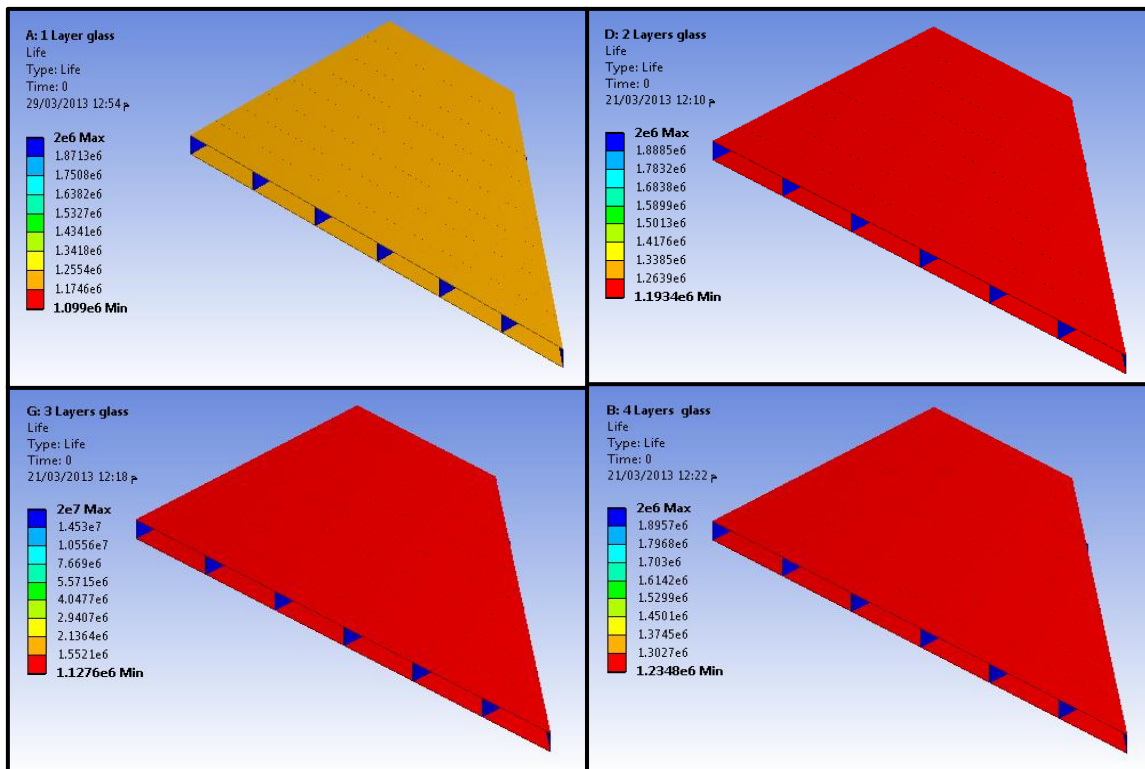 A: 1 Layer glass
Life
Type: Life
Time: 0
29/03/2013 12:54 م
2e6 Max
1.8713e6
1.7508e6
1.6382e6
1.5327e6
1.4341e6
1.3418e6
1.2554e6
1.1746e6
1.099e6 Min
D: 2 Layers glass
Life
Type: Life
Time: 0
21/03/2013 12:10 م
2e6 Max
1.8885e6
1.7832e6
1.6838e6
1.5899e6
1.5013e6
1.4176e6
1.3385e6
1.2639e6
1.1934e6 Min
G: 3 Layers glass
Life
Type: Life
Time: 0
21/03/2013 12:18 م
2e7 Max
1.453e7
1.0556e7
7.669e6
5.5715e6
4.0477e6
2.9407e6
2.1364e6
1.5521e6
1.1276e6 Min
B: 4 Layers  glass
Life
Type: Life
Time: 0
21/03/2013 12:22 م
2e6 Max
1.8957e6
1.7968e6
1.703e6
1.6142e6
1.5299e6
1.4501e6
1.3745e6
1.3027e6
1.2348e6 Min